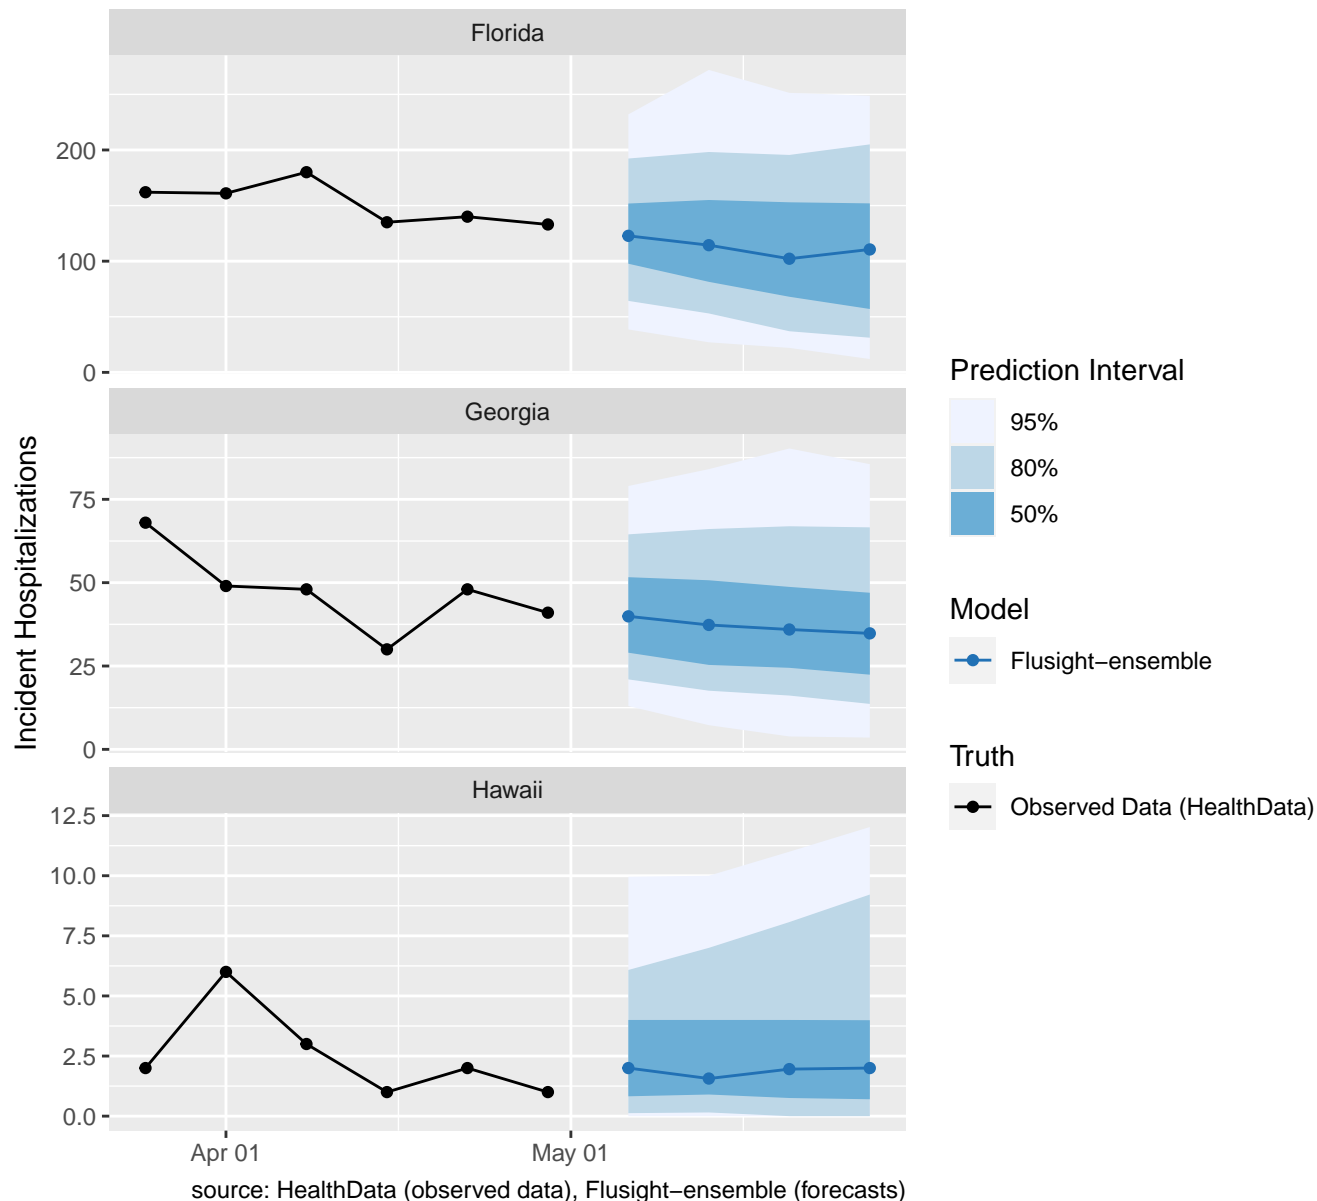 Florida
200
100
0
Georgia
75
50
25
0
Hawaii
12.5
10.0
7.5
5.0
2.5
0.0
Apr 01 May 01
Incident Hospitalizations
source: HealthData (observed data), Flusight−ensemble (forecasts)
Prediction Interval
95%
80%
50%
Model
Flusight−ensemble
Truth
Observed Data (HealthData)